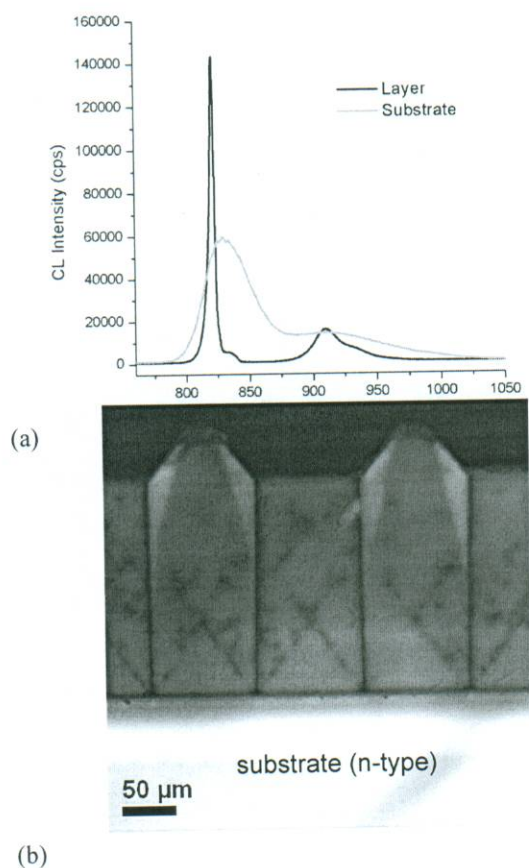 160000
140000
120000
100000
80000
60000
40000
20000
0
CL Intensity (cps)
Layer
Substrate
800 850 900 950 1000 1050
(a)
substrate (n-type)
50 µm
(b)